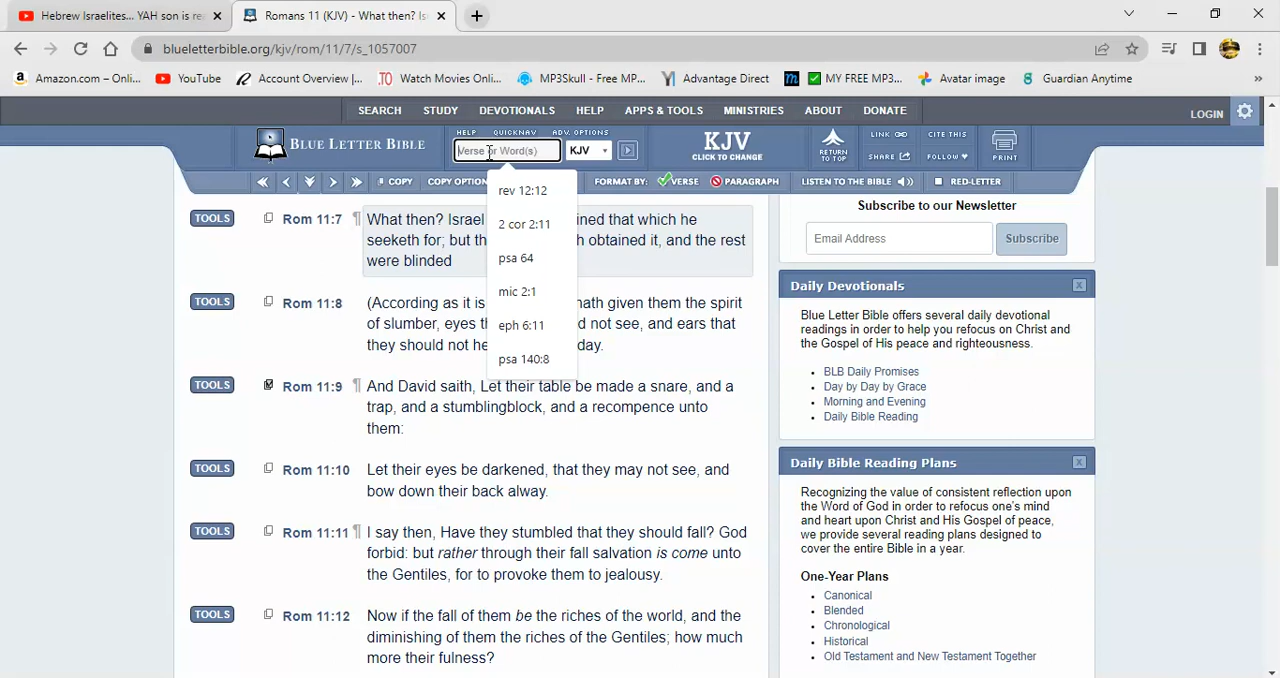 Hebrew Israelites... YAH son is re
Romans 11 (KJV) - What then? Is
blueletterbible.org/kjv/rom/11/7/s_1057007
Amazon.com – Onli...
YouTube
Account Overview |...
Watch Movies Onlin...
MP3Skull - Free MP...
Advantage Direct
MY FREE MP3...
Avatar image
Guardian Anytime
»
SEARCH
STUDY
DEVOTIONALS
HELP
APPS & TOOLS
MINISTRIES
ABOUT
DONATE
LOGIN
BLUE LETTER BIBLE
HELP
QUICKNAV
ADV. OPTIONS
Verse or Word(s)
KJV
KJV
CLICK TO CHANGE
RETURN
TO TOP
LINK
SHARE
CITE THIS
FOLLOW
PRINT
COPY
COPY OPTION
FORMAT BY:
VERSE
PARAGRAPH
LISTEN TO THE BIBLE
RED-LETTER
rev 12:12
2 cor 2:11
psa 64
mic 2:1
eph 6:11
psa 140:8
TOOLS
Rom 11:7
¶
What then? Israel ined that which he
seeketh for; but th h obtained it, and the rest
were blinded
TOOLS
Rom 11:8
(According as it is hath given them the spirit
of slumber, eyes th d not see, and ears that
they should not he day.
TOOLS
Rom 11:9
¶
And David saith, Let their table be made a snare, and a
trap, and a stumblingblock, and a recompence unto
them:
TOOLS
Rom 11:10
Let their eyes be darkened, that they may not see, and
bow down their back alway.
TOOLS
Rom 11:11
¶
I say then, Have they stumbled that they should fall? God
forbid: but rather through their fall salvation is come unto
the Gentiles, for to provoke them to jealousy.
TOOLS
Rom 11:12
Now if the fall of them be the riches of the world, and the
diminishing of them the riches of the Gentiles; how much
more their fulness?
Subscribe to our Newsletter
Email Address
Subscribe
Daily Devotionals
Blue Letter Bible offers several daily devotional
readings in order to help you refocus on Christ and
the Gospel of His peace and righteousness.
BLB Daily Promises
Day by Day by Grace
Morning and Evening
Daily Bible Reading
Daily Bible Reading Plans
Recognizing the value of consistent reflection upon
the Word of God in order to refocus one's mind
and heart upon Christ and His Gospel of peace,
we provide several reading plans designed to
cover the entire Bible in a year.
One-Year Plans
Canonical
Blended
Chronological
Historical
Old Testament and New Testament Together